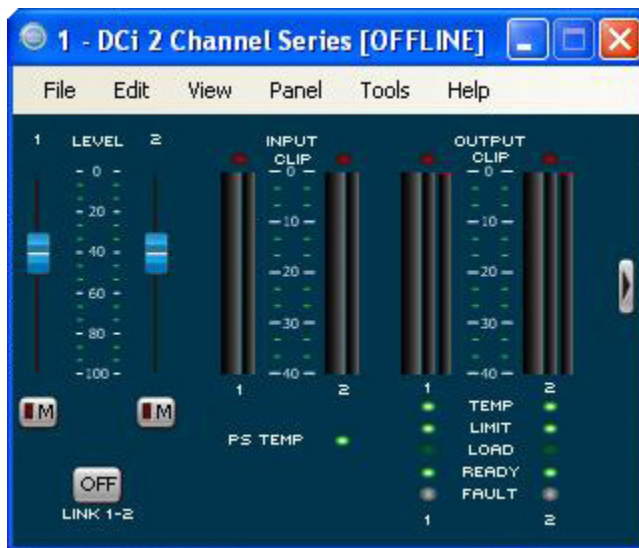 1 - DCi 2 Channel Series [OFFLINE]
File Edit View Panel Tools Help
1 LEVEL 2
0
20
40
60
80
100
M M
OFF
LINK 1-2
INPUT
CLIP
0
10
20
30
40
1 2
PS TEMP
OUTPUT
CLIP
0
10
20
30
40
1 2
TEMP
LIMIT
LOAD
READY
FAULT
1 2